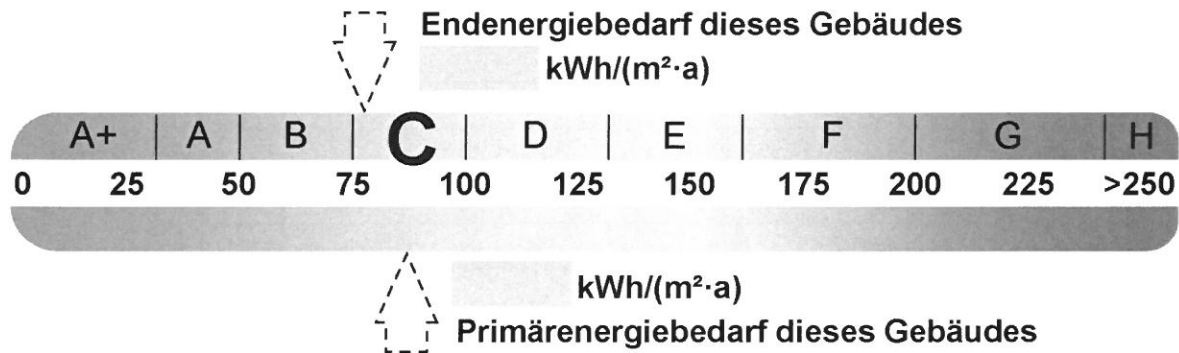 Endenergiebedarf dieses Gebäudes
kWh/(m²·a)
A+ A B C D E F G H
0 25 50 75 100 125 150 175 200 225 >250
kWh/(m²·a)
Primärenergiebedarf dieses Gebäudes